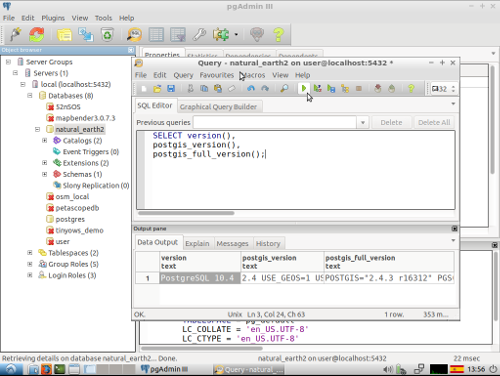 pgAdmin III
File Edit Plugins View Tools Help
Object browser
Properties Statistics Dependencies Dependents
Server Groups
Servers (1)
local (localhost:5432)
Databases (8)
52nSOS
mapbender3.0.7.3
natural_earth2
Catalogs (2)
Event Triggers (0)
Extensions (2)
Schemas (1)
Slony Replication (0)
osm_local
petascopedb
postgres
tinyows_demo
user
Tablespaces (2)
Group Roles (5)
Login Roles (3)
Query - natural_earth2 on user@localhost:5432 *
File Edit Query Favourites Macros View Help
SQL Editor Graphical Query Builder
Previous queries Delete Delete All
SELECT version(),
postgis_version(),
postgis_full_version();
Output pane
Data Output Explain Messages History
version postgis_version postgis_full_version
text text text
1 PostgreSQL 10.4 2.4 USE_GEOS=1 US POSTGIS="2.4.3 r16312" PGS
OK. Unix Ln 3, Col 24, Ch 63 1 row. 353 m...
LC_COLLATE = 'en_US.UTF-8'
LC_CTYPE = 'en_US.UTF-8'
Retrieving details on database natural_earth2... Done. natural_earth2 on user@localhost:5432 22 msec
pgAdmin III Query - natural_ea... 13:56